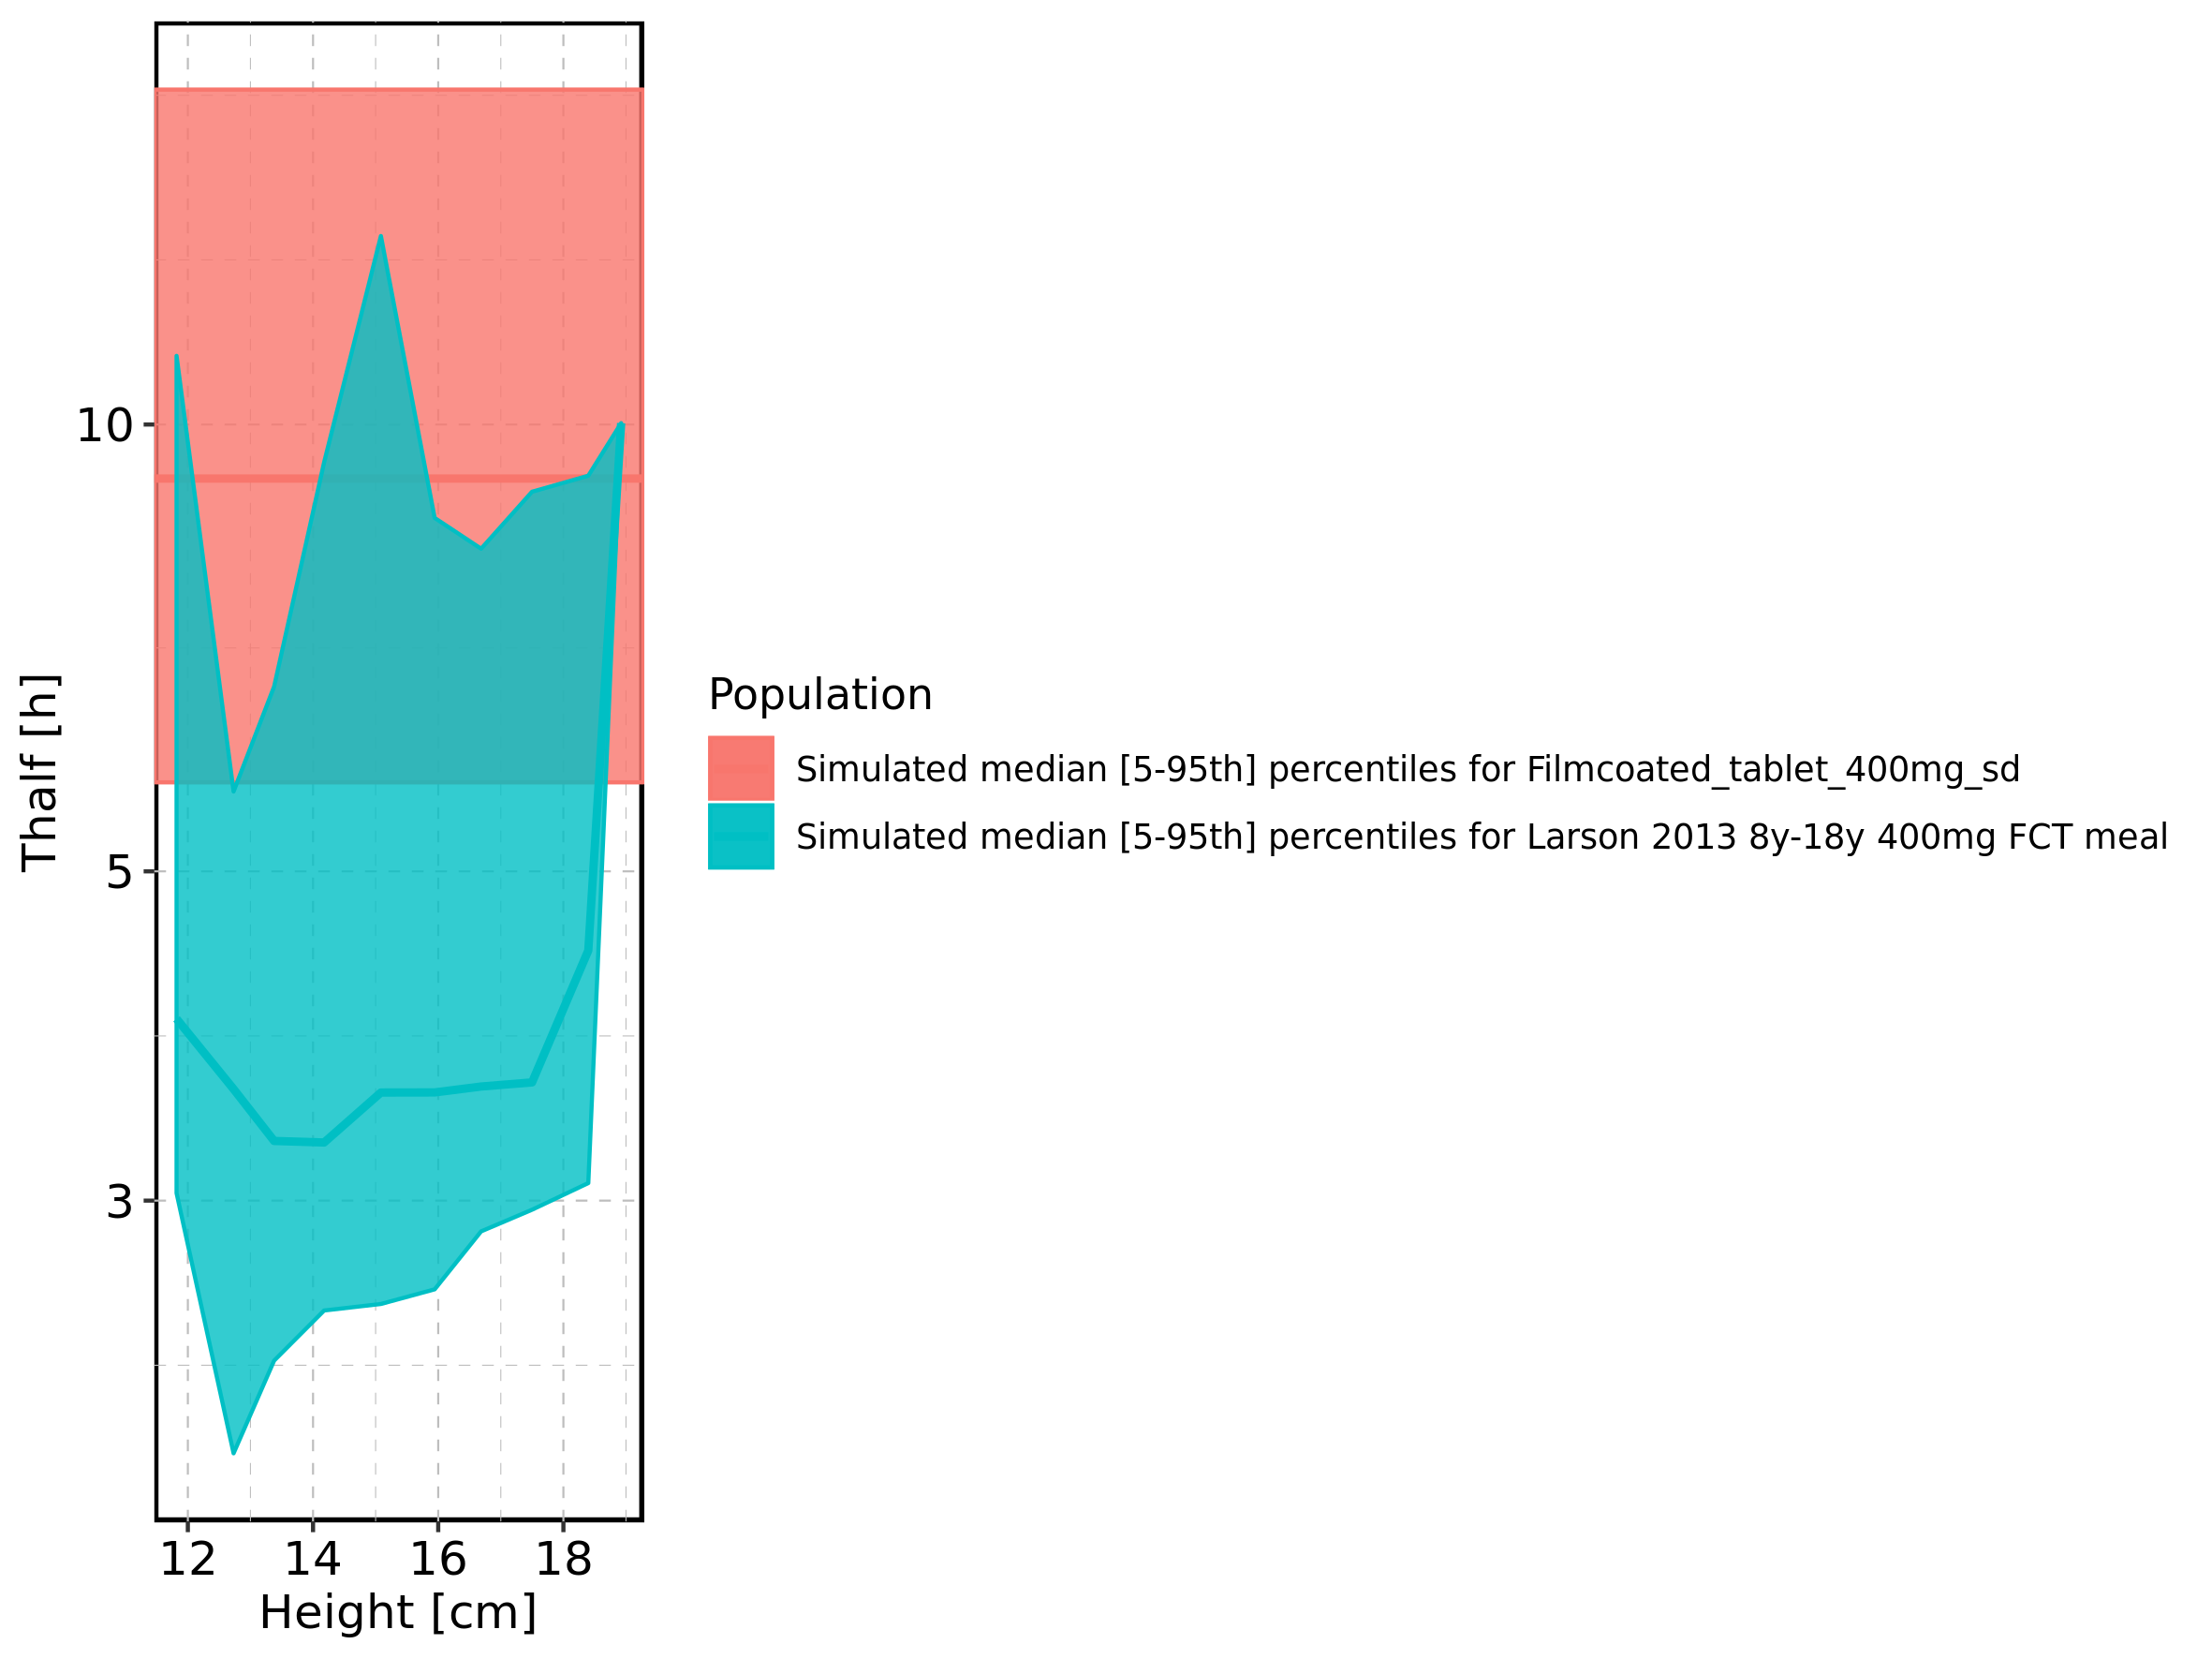 10
5
3
Thalf [h]
12 14 16 18
Height [cm]
Population
Simulated median [5-95th] percentiles for Filmcoated_tablet_400mg_sd
Simulated median [5-95th] percentiles for Larson 2013 8y-18y 400mg FCT meal